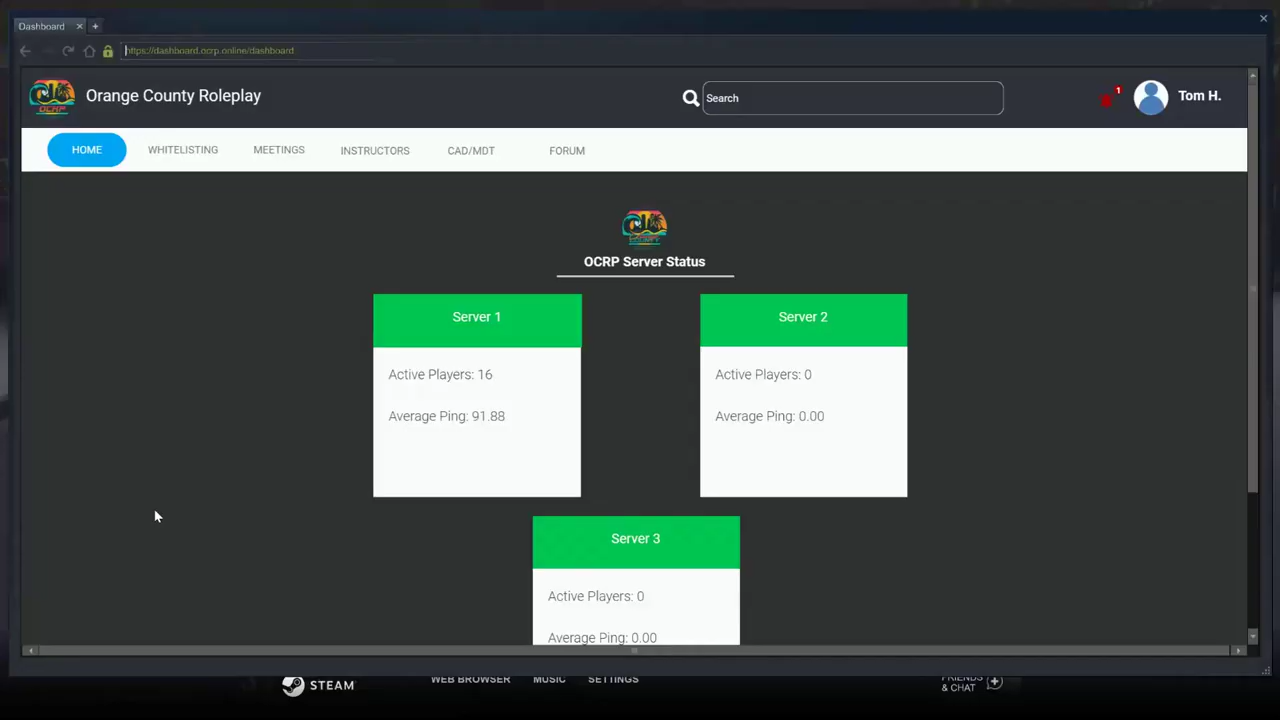 Dashboard
https://dashboard.ocrp.online/dashboard
OCRP
Orange County Roleplay
Search
1
Tom H.
HOME
WHITELISTING
MEETINGS
INSTRUCTORS
CAD/MDT
FORUM
OCRP Server Status
Server 1
Active Players: 16
Average Ping: 91.88
Server 2
Active Players: 0
Average Ping: 0.00
Server 3
Active Players: 0
Average Ping: 0.00
STEAM
WEB BROWSER
MUSIC
SETTINGS
FRIENDS
& CHAT